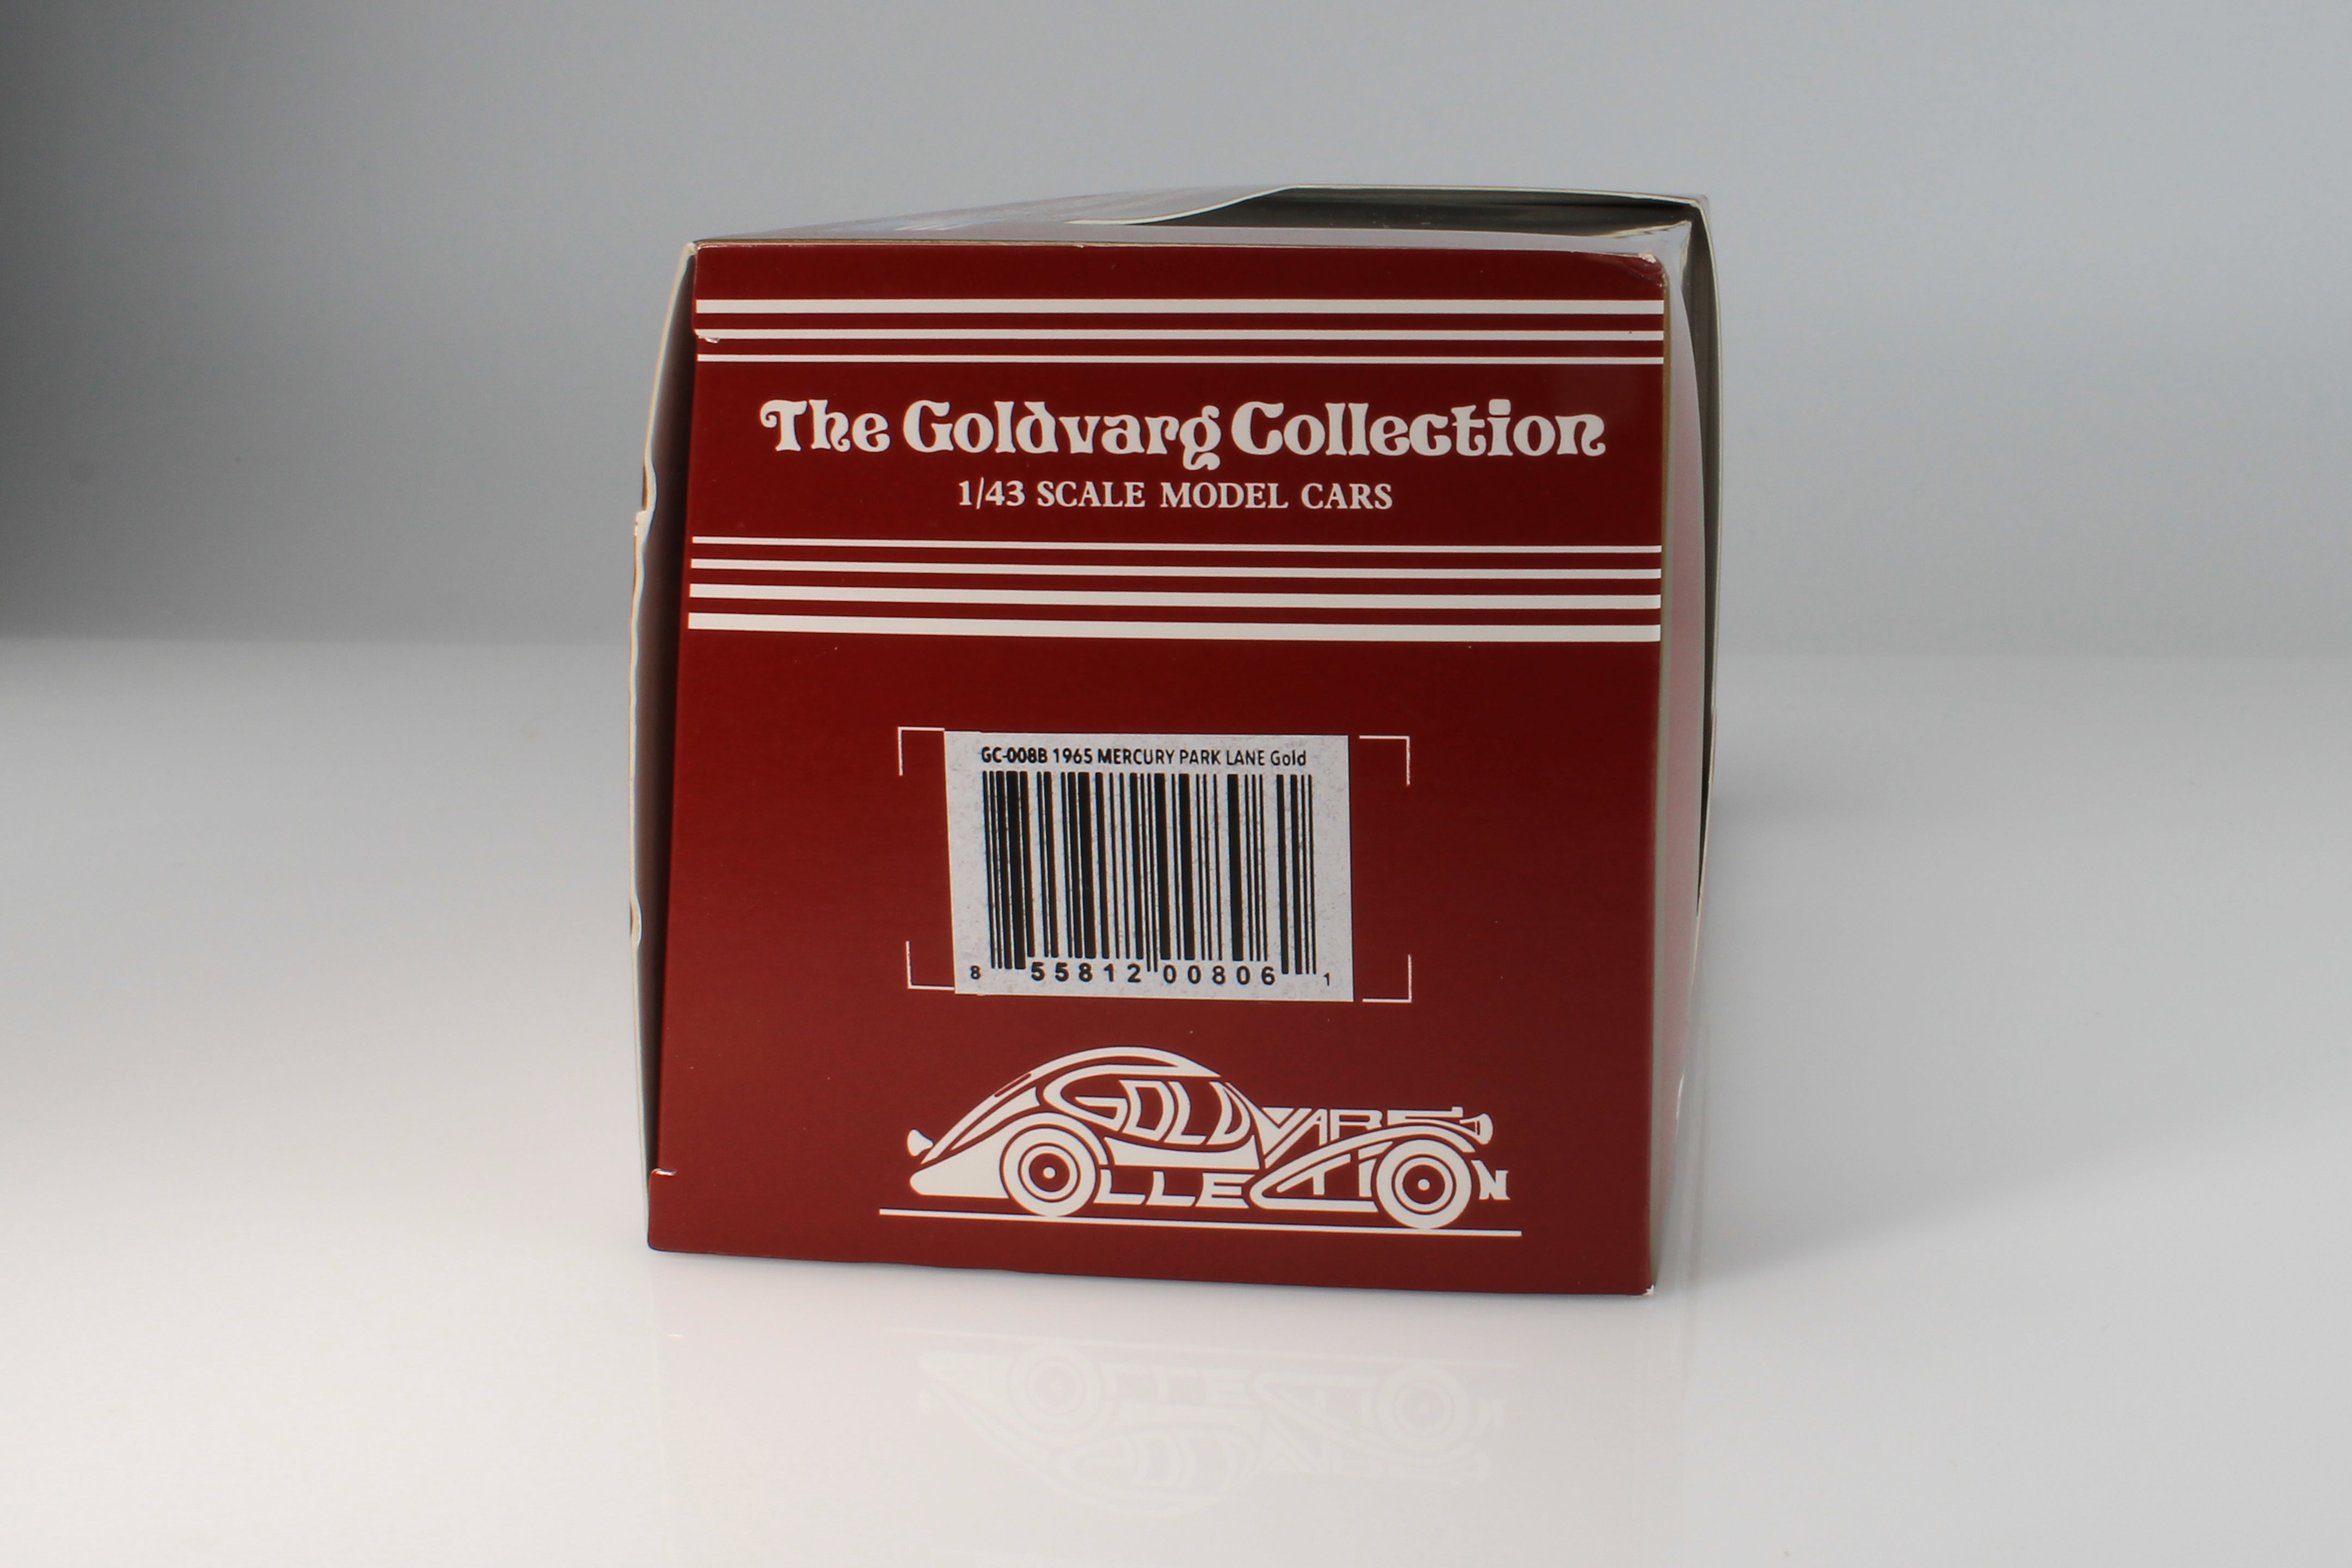 The Goldvarg Collection
1/43 SCALE MODEL CARS
GC-008B 1965 MERCURY PARK LANE Gold
8 55812 00806 1
GOLDVARG
COLLECTION